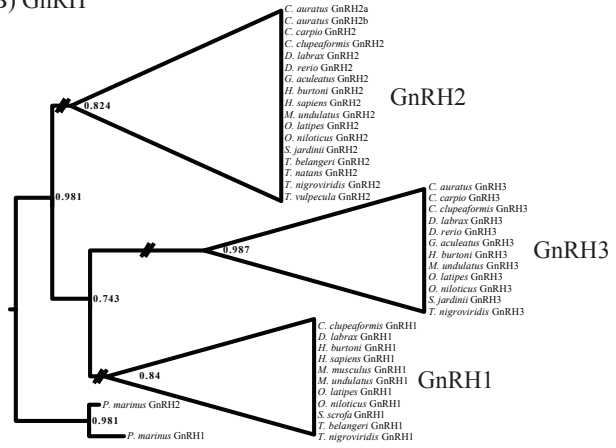 B) GnRH
C. auratus GnRH2a
C. auratus GnRH2b
C. carpio GnRH2
C. clupeaformis GnRH2
D. labrax GnRH2
D. rerio GnRH2
G. aculeatus GnRH2
H. burtoni GnRH2
H. sapiens GnRH2
M. undulatus GnRH2
O. latipes GnRH2
O. niloticus GnRH2
S. jardinii GnRH2
T. belangeri GnRH2
T. natans GnRH2
T. nigroviridis GnRH2
T. vulpecula GnRH2
0.824
GnRH2
0.981
C. auratus GnRH3
C. carpio GnRH3
C. clupeaformis GnRH3
D. labrax GnRH3
D. rerio GnRH3
G. aculeatus GnRH3
H. burtoni GnRH3
M. undulatus GnRH3
O. latipes GnRH3
O. niloticus GnRH3
S. jardinii GnRH3
T. nigroviridis GnRH3
0.987
GnRH3
0.743
C. clupeaformis GnRH1
D. labrax GnRH1
H. burtoni GnRH1
H. sapiens GnRH1
M. musculus GnRH1
M. undulatus GnRH1
O. latipes GnRH1
O. niloticus GnRH1
S. scrofa GnRH1
T. belangeri GnRH1
T. nigroviridis GnRH1
0.84
GnRH1
P. marinus GnRH2
0.981
P. marinus GnRH1